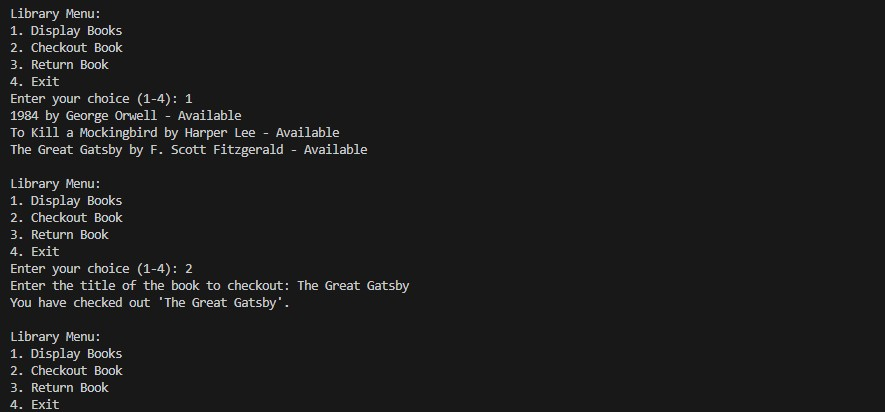 Library Menu:
1. Display Books
2. Checkout Book
3. Return Book
4. Exit
Enter your choice (1-4): 1
1984 by George Orwell - Available
To Kill a Mockingbird by Harper Lee - Available
The Great Gatsby by F. Scott Fitzgerald - Available

Library Menu:
1. Display Books
2. Checkout Book
3. Return Book
4. Exit
Enter your choice (1-4): 2
Enter the title of the book to checkout: The Great Gatsby
You have checked out 'The Great Gatsby'.

Library Menu:
1. Display Books
2. Checkout Book
3. Return Book
4. Exit